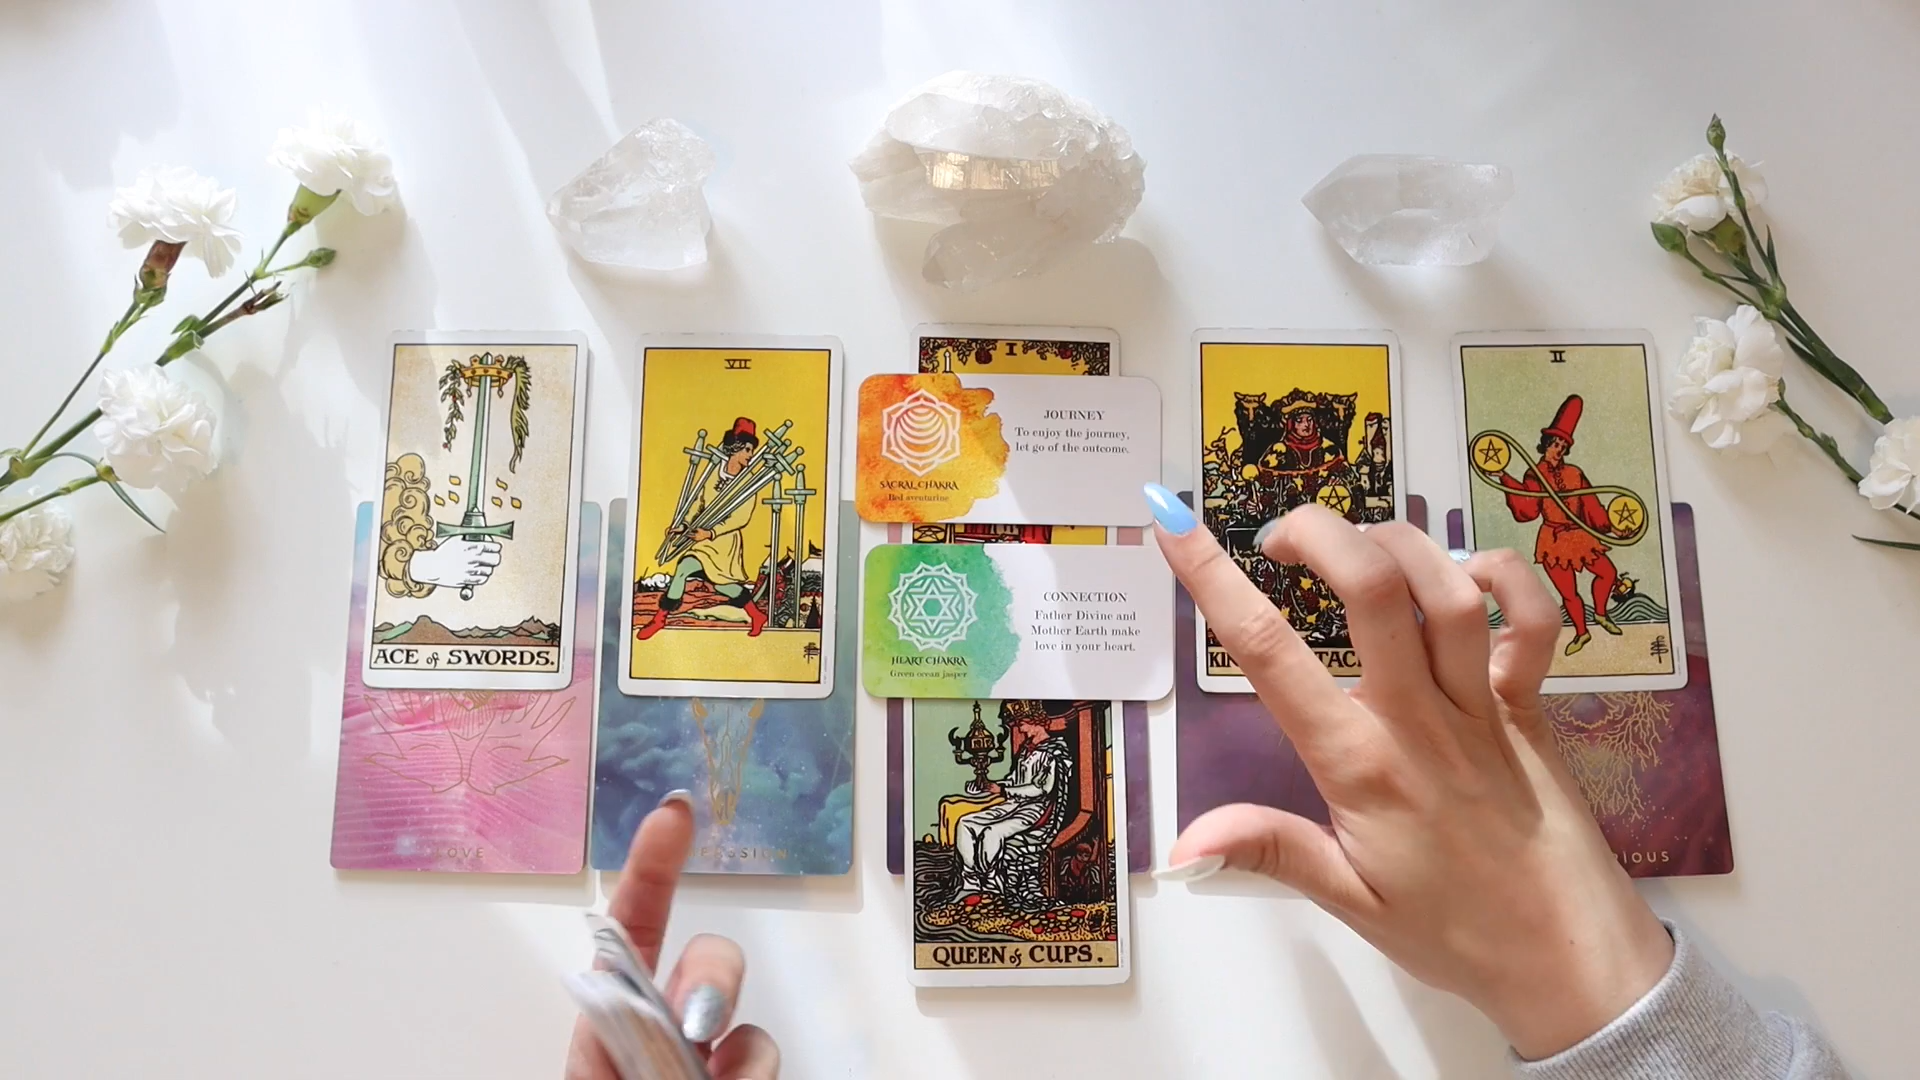 VII
I
II
JOURNEY
To enjoy the journey,
let go of the outcome.
SACRAL CHAKRA
Red aventurine
CONNECTION
Father Divine and
Mother Earth make
love in your heart.
HEART CHAKRA
Green ocean jasper
ACE of SWORDS.
QUEEN of CUPS.
LOVE